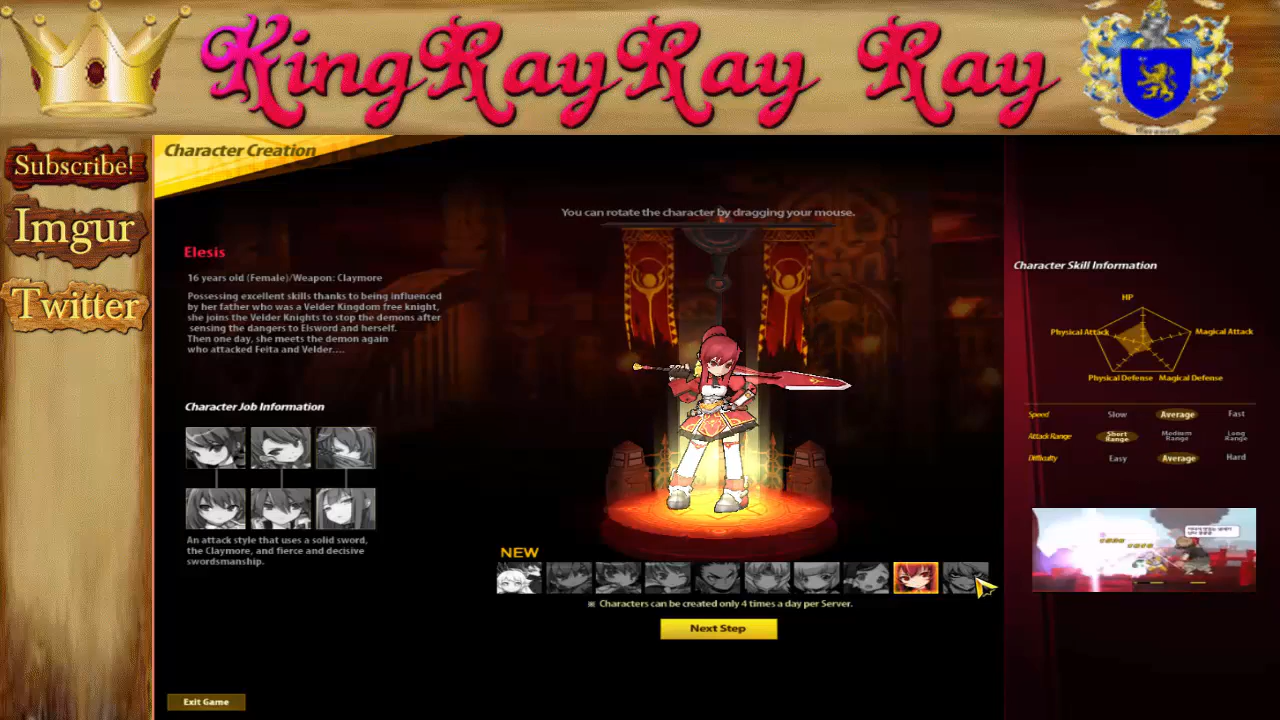 KingRayRay Ray
Subscribe!
Imgur
Twitter
Character Creation
You can rotate the character by dragging your mouse.
Elesis
16 years old (Female)/Weapon: Claymore
Possessing excellent skills thanks to being influenced
by her father who was a Velder Kingdom free knight,
she joins the Velder Knights to stop the demons after
sensing the dangers to Elsword and herself.
Then one day, she meets the demon again
who attacked Feita and Velder....
Character Job Information
An attack style that uses a solid sword,
the Claymore, and fierce and decisive
swordsmanship.
NEW
※ Characters can be created only 4 times a day per Server.
Next Step
Exit Game
Character Skill Information
HP
Physical Attack
Magical Attack
Physical Defense
Magical Defense
Speed Slow Average Fast
Attack Range Short Range Medium Range Long Range
Difficulty Easy Average Hard